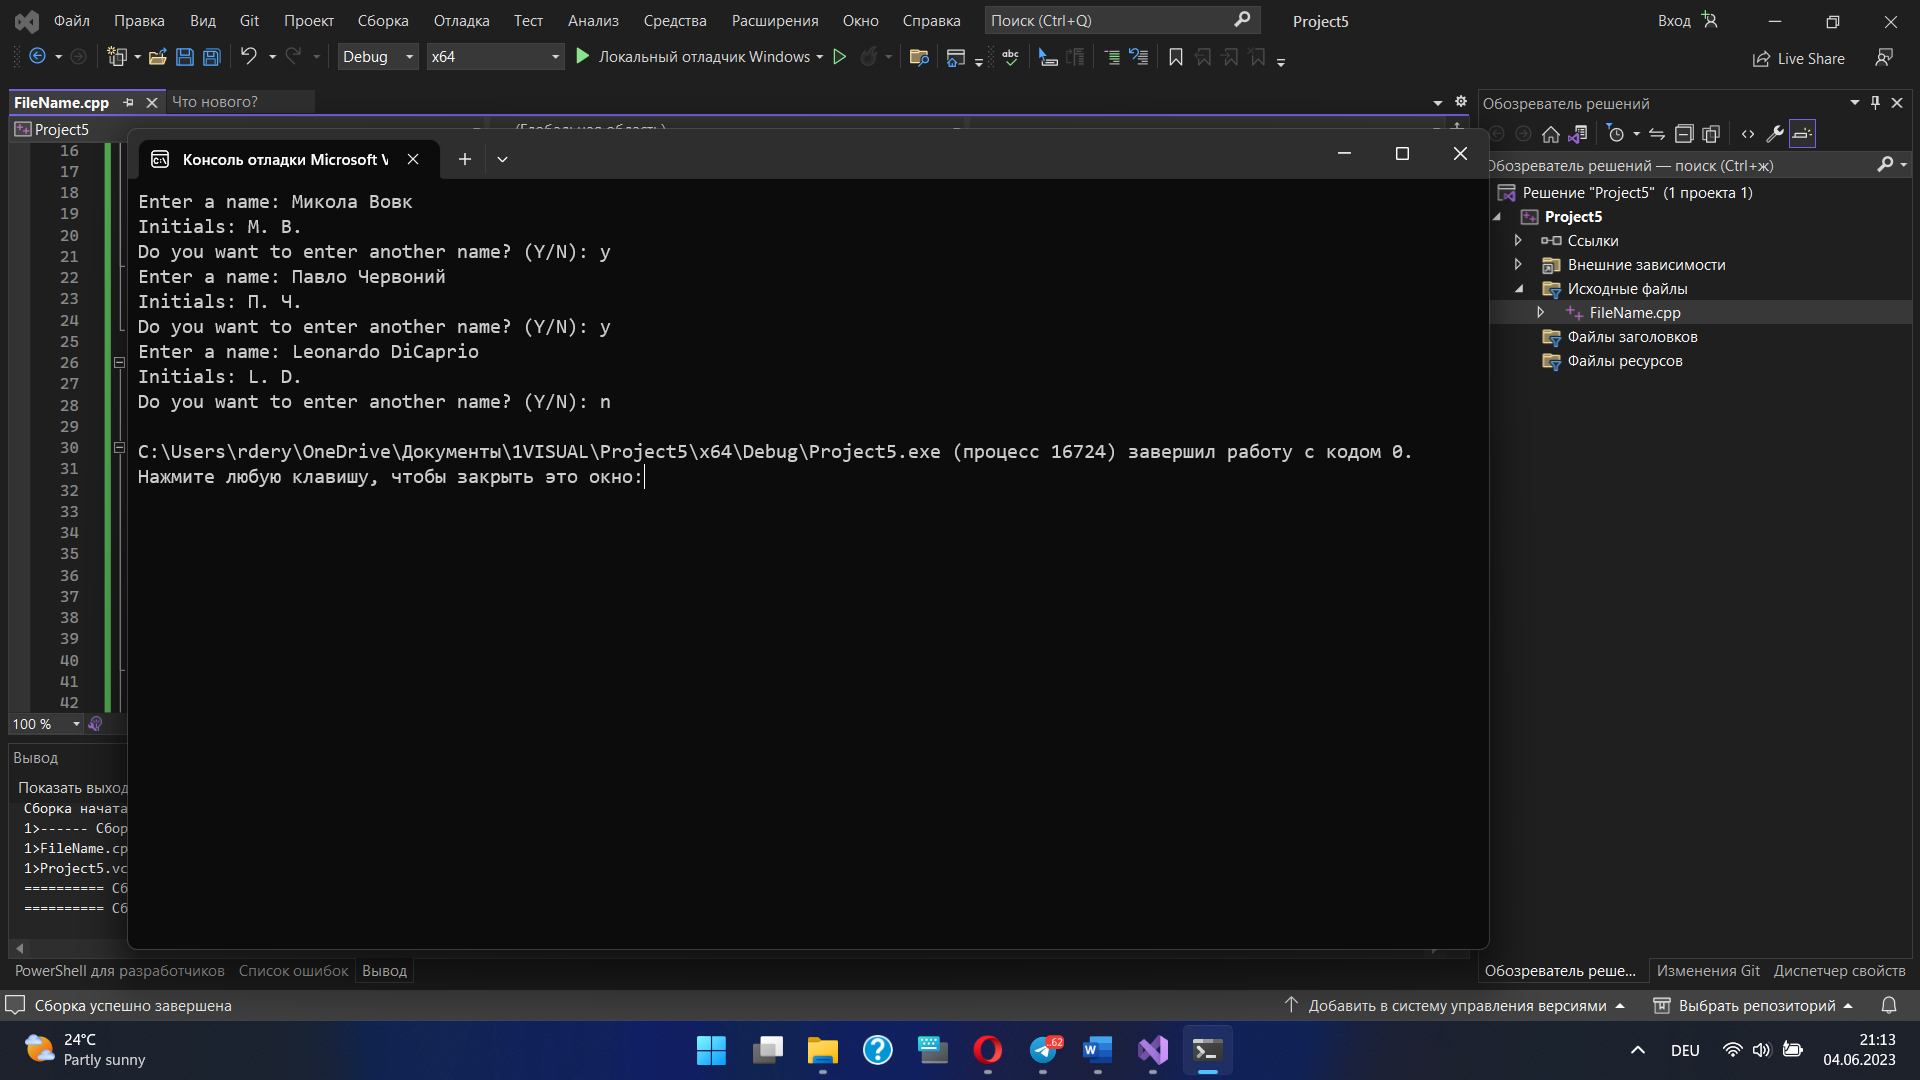 Файл Правка Вид Git Проект Сборка Отладка Тест Анализ Средства Расширения Окно Справка Поиск (Ctrl+Q) Project5 Вход
Debug x64 Локальный отладчик Windows Live Share
FileName.cpp Что нового? Обозреватель решений
Project5 (Глобальная область)
Консоль отладки Microsoft V
Обозреватель решений — поиск (Ctrl+ж)
Решение "Project5" (1 проекта 1)
Project5
Ссылки
Внешние зависимости
Исходные файлы
FileName.cpp
Файлы заголовков
Файлы ресурсов
16
17
18
19
20
21
22
23
24
25
26
27
28
29
30
31
32
33
34
35
36
37
38
39
40
41
42
Enter a name: Микола Вовк
Initials: М. В.
Do you want to enter another name? (Y/N): y
Enter a name: Павло Червоний
Initials: П. Ч.
Do you want to enter another name? (Y/N): y
Enter a name: Leonardo DiCaprio
Initials: L. D.
Do you want to enter another name? (Y/N): n
C:\Users\rdery\OneDrive\Документы\1VISUAL\Project5\x64\Debug\Project5.exe (процесс 16724) завершил работу с кодом 0.
Нажмите любую клавишу, чтобы закрыть это окно:
100 %
Вывод
Показать выход
Сборка начата
1>------ Сбор
1>FileName.cp
1>Project5.vc
========== Сб
========== Сб
PowerShell для разработчиков Список ошибок Вывод Обозреватель реше... Изменения Git Диспетчер свойств
Сборка успешно завершена Добавить в систему управления версиями Выбрать репозиторий
24°C
Partly sunny
.62
DEU
21:13
04.06.2023